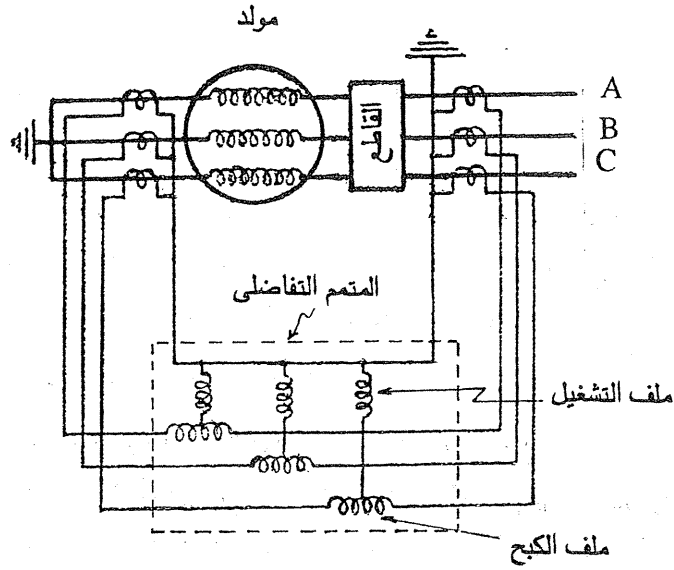 مولد
القاطع
A
B
C
المتمم التفاضلى
ملف التشغيل
ملف الكبح